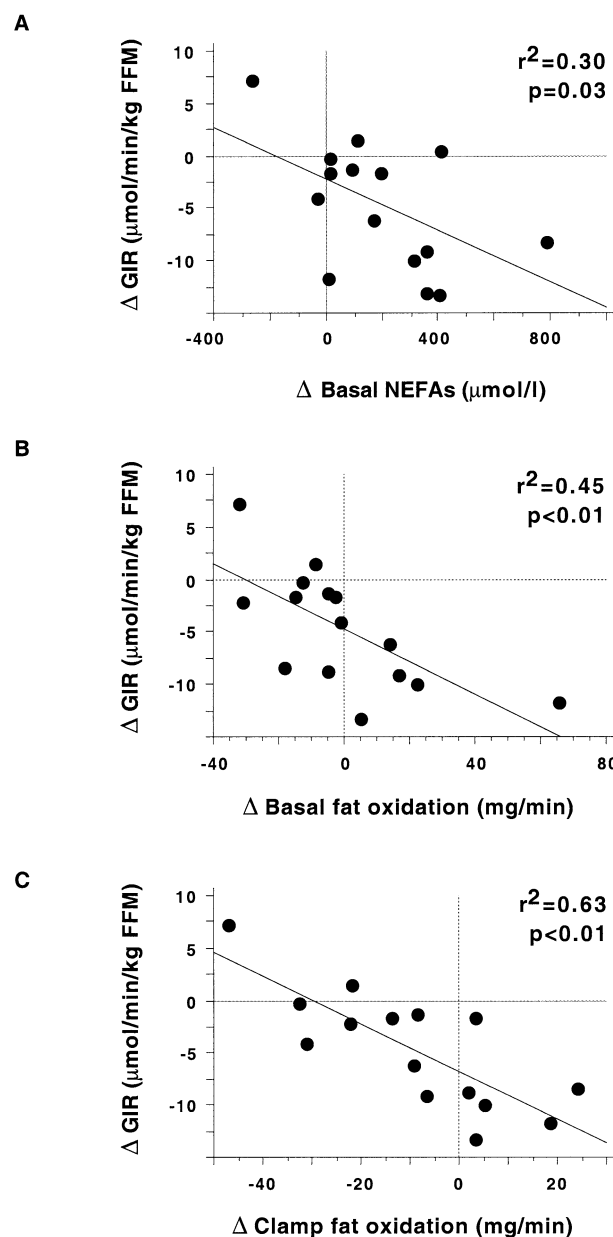 A
r²=0.30
p=0.03
Δ GIR (μmol/min/kg FFM)
10
5
0
-5
-10
-400 0 400 800
Δ Basal NEFAs (μmol/l)
B
r²=0.45
p<0.01
Δ GIR (μmol/min/kg FFM)
10
5
0
-5
-10
-40 0 40 80
Δ Basal fat oxidation (mg/min)
C
r²=0.63
p<0.01
Δ GIR (μmol/min/kg FFM)
10
5
0
-5
-10
-40 -20 0 20
Δ Clamp fat oxidation (mg/min)